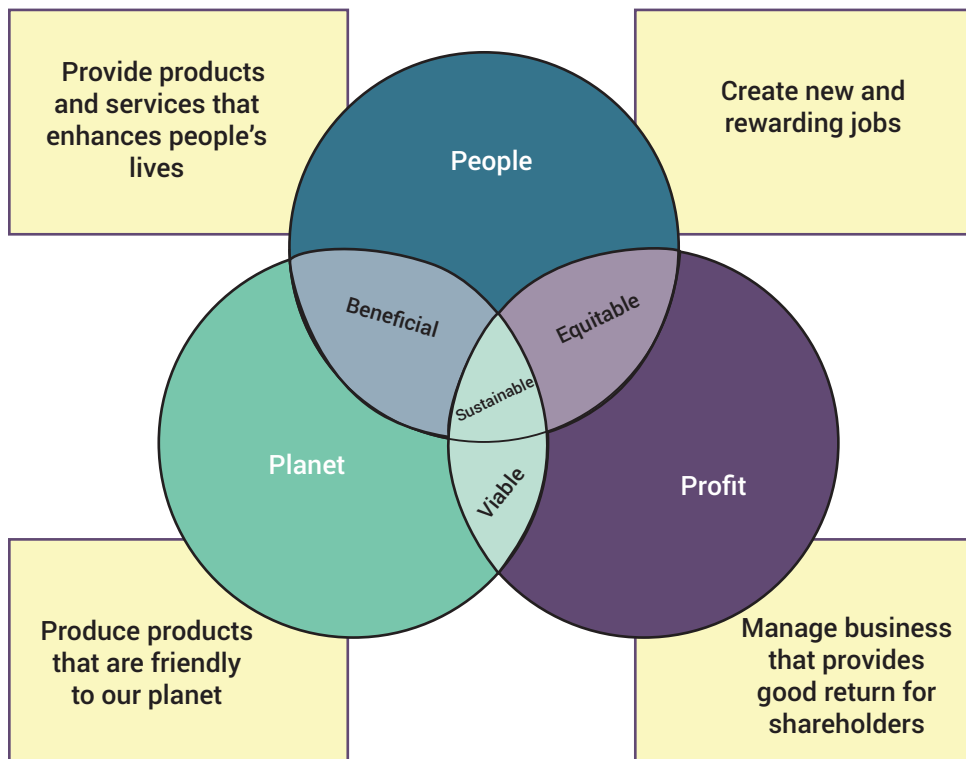 Provide products
and services that
enhances people's
lives
Create new and
rewarding jobs
People
Beneficial
Equitable
Sustainable
Planet
Viable
Profit
Produce products
that are friendly
to our planet
Manage business
that provides
good return for
shareholders